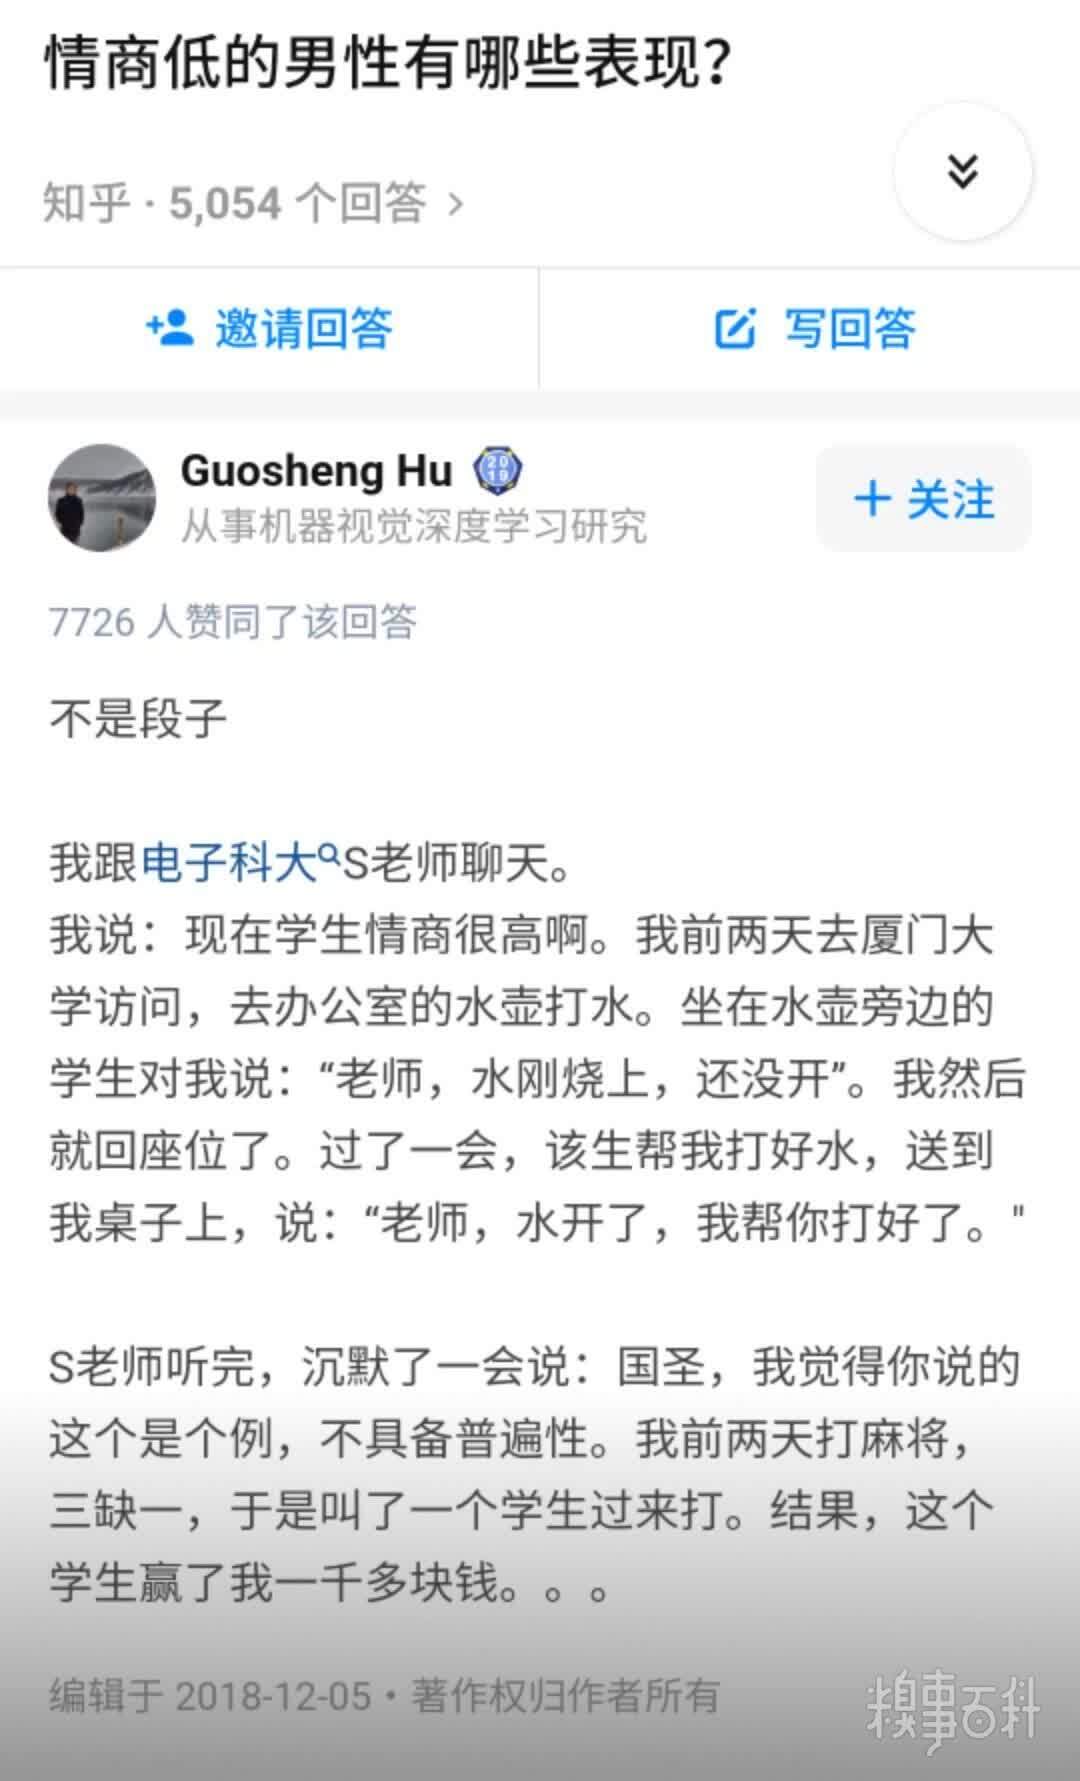 情商低的男性有哪些表现？
知乎 · 5,054 个回答 >
邀请回答
写回答
Guosheng Hu 2019
从事机器视觉深度学习研究
+ 关注
7726 人赞同了该回答
不是段子
我跟电子科大S老师聊天。
我说：现在学生情商很高啊。我前两天去厦门大
学访问，去办公室的水壶打水。坐在水壶旁边的
学生对我说：“老师，水刚烧上，还没开”。我然后
就回座位了。过了一会，该生帮我打好水，送到
我桌子上，说：“老师，水开了，我帮你打好了。"
S老师听完，沉默了一会说：国圣，我觉得你说的
这个是个例，不具备普遍性。我前两天打麻将，
三缺一，于是叫了一个学生过来打。结果，这个
学生赢了我一千多块钱。。。
编辑于 2018-12-05 · 著作权归作者所有
糗事百科